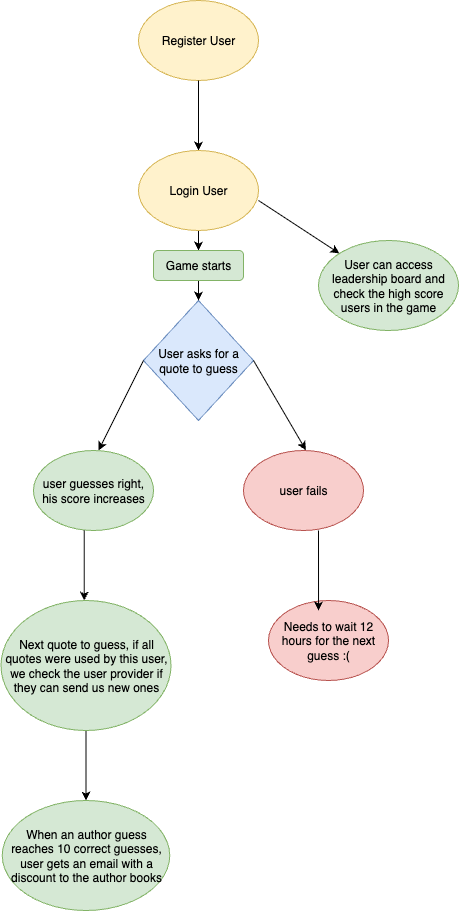 Register User
Login User
Game starts
User can access
leadership board and
check the high score
users in the game
User asks for a
quote to guess
user guesses right,
his score increases
user fails
Next quote to guess, if all
quotes were used by this user,
we check the user provider if
they can send us new ones
Needs to wait 12
hours for the next
guess :(
When an author guess
reaches 10 correct guesses,
user gets an email with a
discount to the author books